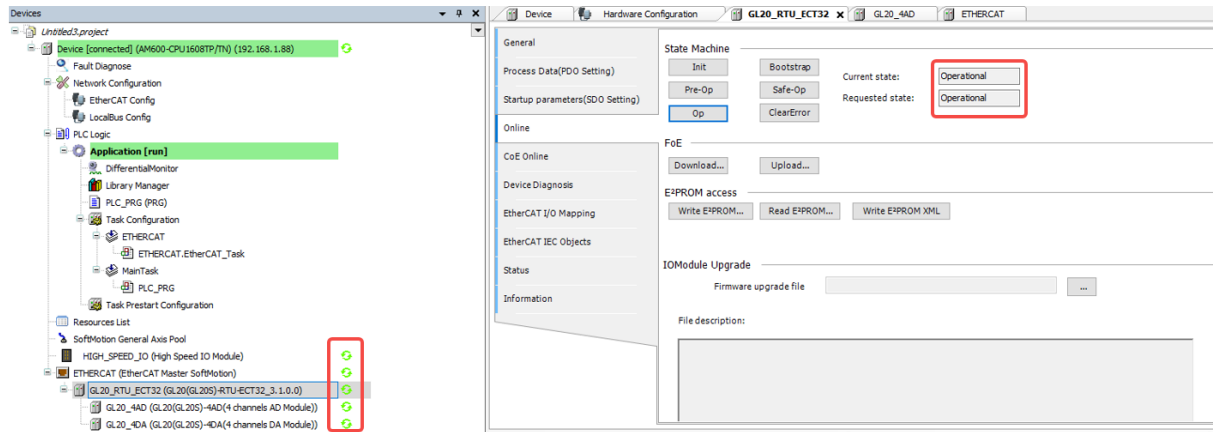 Devices
Untitled3.project
Device [connected] (AM600-CPU1608TP/TN) (192.168.1.88)
Fault Diagnose
Network Configuration
EtherCAT Config
LocalBus Config
PLC Logic
Application [run]
DifferentialMonitor
Library Manager
PLC_PRG (PRG)
Task Configuration
ETHERCAT
ETHERCAT.EtherCAT_Task
MainTask
PLC_PRG
Task Prestart Configuration
Resources List
SoftMotion General Axis Pool
HIGH_SPEED_IO (High Speed IO Module)
ETHERCAT (EtherCAT Master SoftMotion)
GL20_RTU_ECT32 (GL20(GL20S)-RTU-ECT32_3.1.0.0)
GL20_4AD (GL20(GL20S)-4AD(4 channels AD Module))
GL20_4DA (GL20(GL20S)-4DA(4 channels DA Module))
Device Hardware Configuration GL20_RTU_ECT32 X GL20_4AD ETHERCAT
General
Process Data(PDO Setting)
Startup parameters(SDO Setting)
Online
CoE Online
Device Diagnosis
EtherCAT I/O Mapping
EtherCAT IEC Objects
Status
Information
State Machine
Init Bootstrap
Current state: Operational
Pre-Op Safe-Op
Requested state: Operational
Op ClearError
FoE
Download... Upload...
E²PROM access
Write E²PROM... Read E²PROM... Write E²PROM XML
IOModule Upgrade
Firmware upgrade file ...
File description: